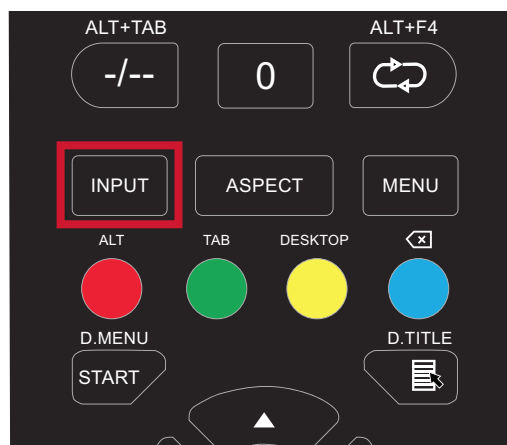 ALT+TAB ALT+F4
-/-- 0
INPUT ASPECT MENU
ALT TAB DESKTOP
D.MENU D.TITLE
START